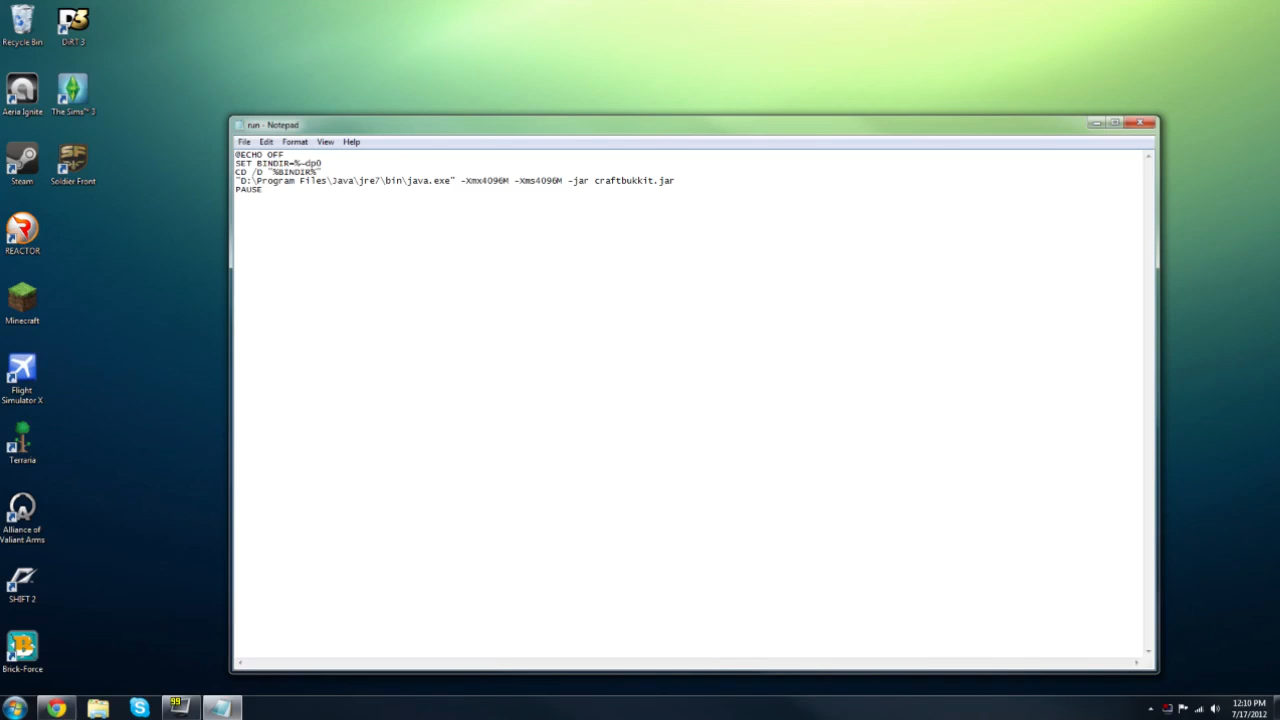 Recycle Bin
DiRT 3
Aeria Ignite
The Sims™ 3
Steam
Soldier Front
REACTOR
Minecraft
Flight
Simulator X
Terraria
Alliance of
Valiant Arms
SHIFT 2
Brick-Force
run - Notepad
File Edit Format View Help
@ECHO OFF
SET BINDIR=%~dp0
CD /D "%BINDIR%"
"D:\Program Files\Java\jre7\bin\java.exe" -Xmx4096M -Xms4096M -jar craftbukkit.jar
PAUSE
99
12:10 PM
7/17/2012